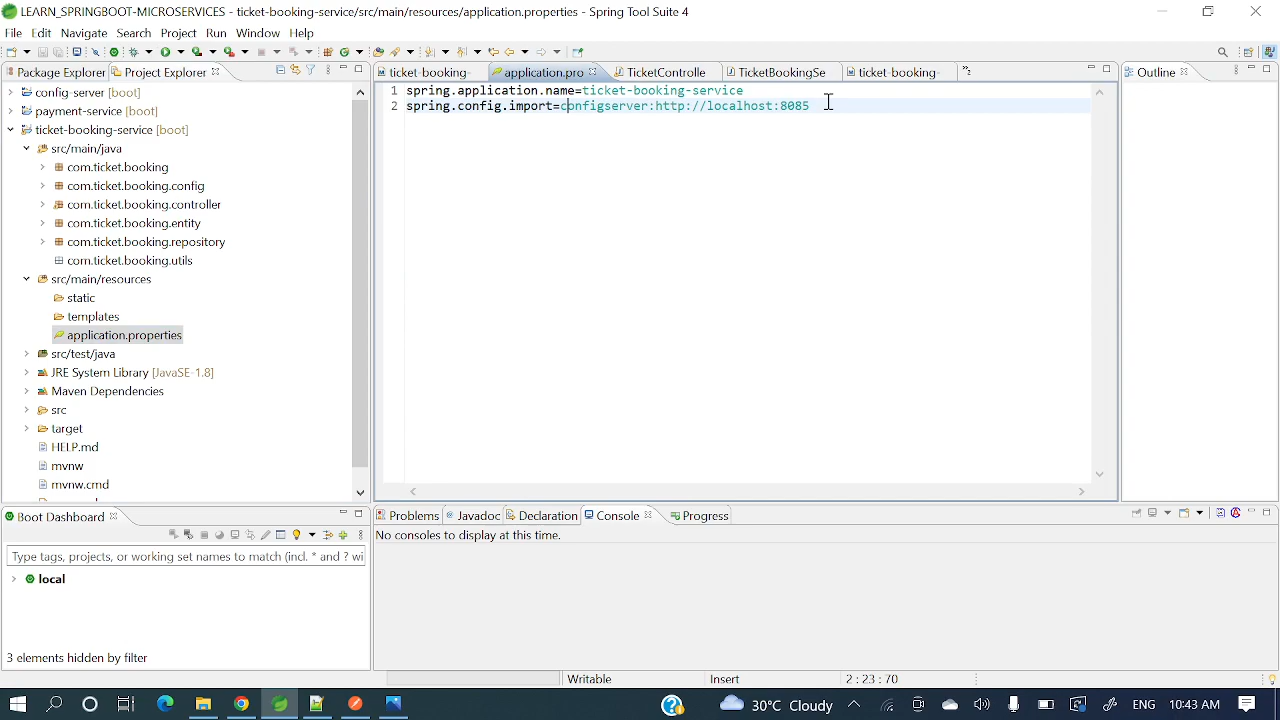 LEARN_SPRINGBOOT-MICROSERVICES - ticket-booking-service/src/main/resources/application.properties - Spring Tool Suite 4
File Edit Navigate Search Project Run Window Help
Package Explorer Project Explorer
ticket-booking- application.pro TicketControlle TicketBookingSe ticket-booking- »2
Outline
config-server [boot]
payment-service [boot]
ticket-booking-service [boot]
src/main/java
com.ticket.booking
com.ticket.booking.config
com.ticket.booking.controller
com.ticket.booking.entity
com.ticket.booking.repository
com.ticket.booking.utils
src/main/resources
static
templates
application.properties
src/test/java
JRE System Library [JavaSE-1.8]
Maven Dependencies
src
target
HELP.md
mvnw
mvnw.cmd
1 spring.application.name=ticket-booking-service
2 spring.config.import=configserver:http://localhost:8085
Boot Dashboard
Type tags, projects, or working set names to match (incl. * and ? wi
local
3 elements hidden by filter
Problems Javadoc Declaration Console Progress
No consoles to display at this time.
Writable Insert 2 : 23 : 70
30°C Cloudy ENG 10:43 AM